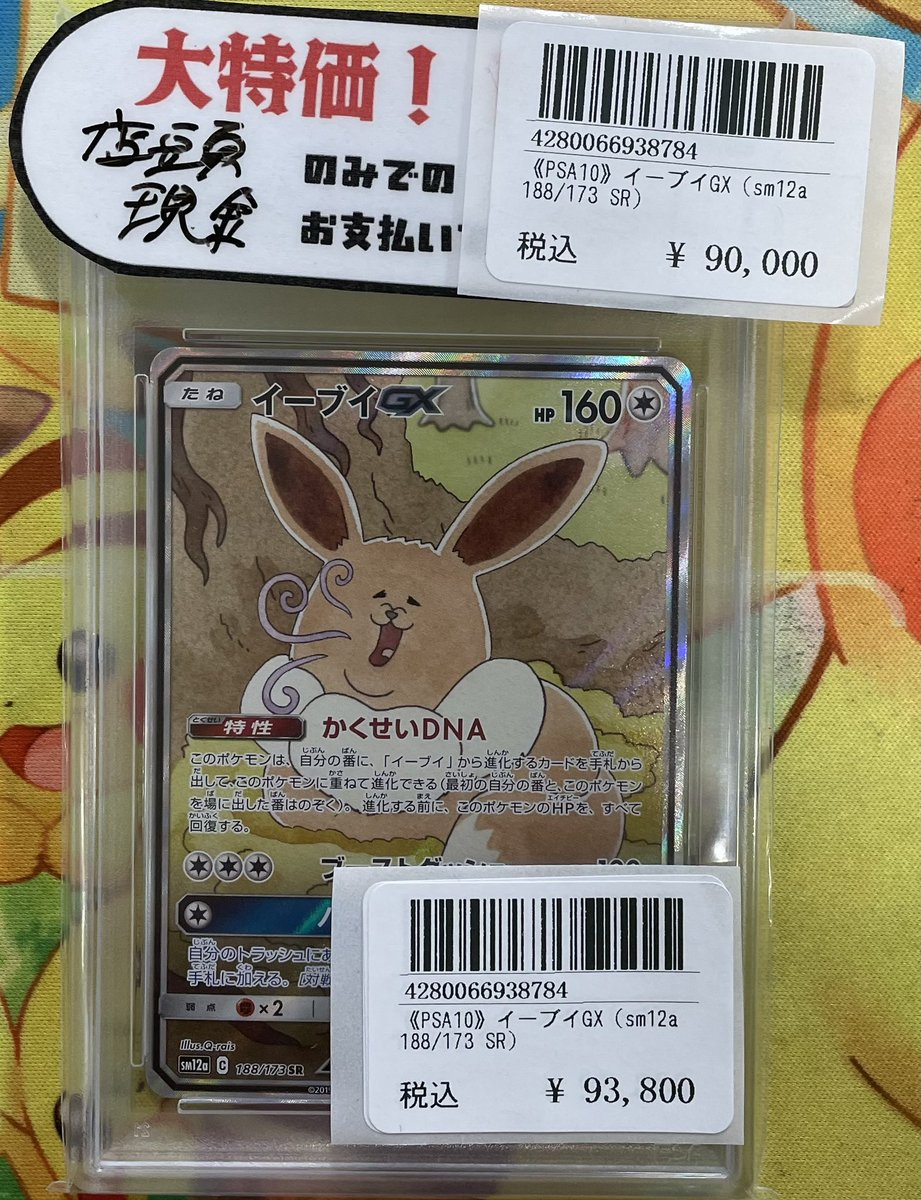 大特価！
店頭 のみでの
現金 お支払い
4280066938784
《PSA10》イーブイGX（sm12a
188/173 SR）
税込 ¥ 90,000
たね イーブイGX HP 160
とくせい
特性 かくせいDNA
このポケモンは、自分の番に、「イーブイ」から進化するカードを手札から
出して、このポケモンに重ねて進化できる（最初の自分の番と、このポケモン
を場に出した番はのぞく）。進化する前に、このポケモンのHPを、すべて
回復する。
自分のトラッシュにあ
手札に加える。［対戦
弱点 ×2
Illus.Q-rais
sm12a C 188/173 SR
©2019
4280066938784
《PSA10》イーブイGX（sm12a
188/173 SR）
税込 ¥ 93,800